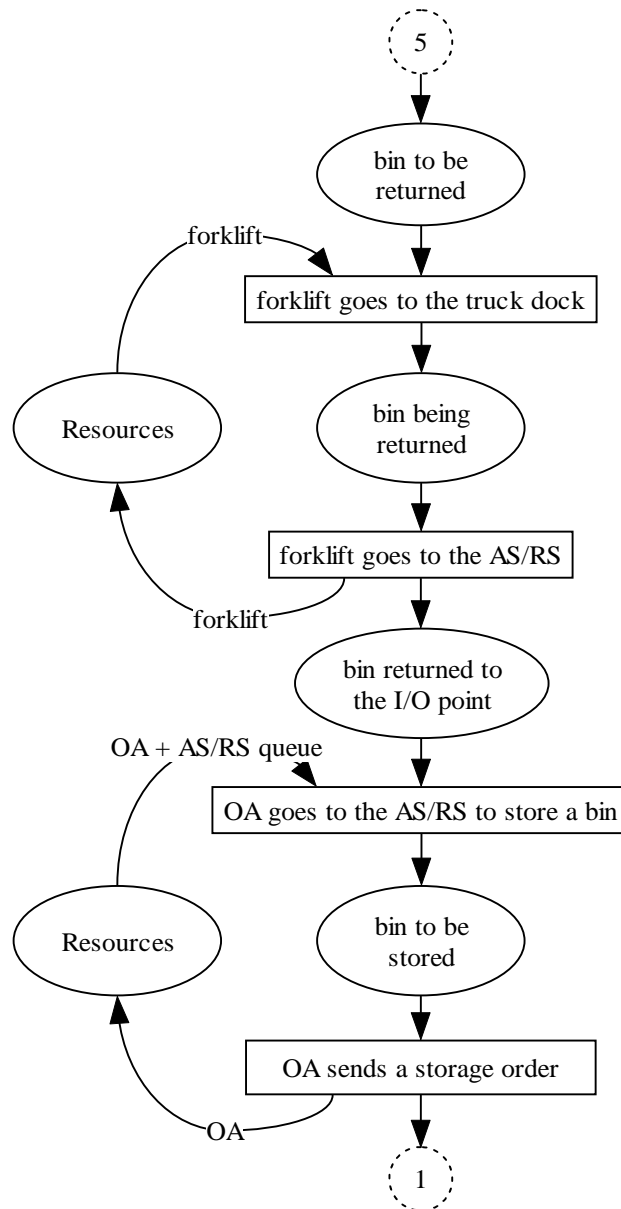 5
bin to be
returned
forklift
forklift goes to the truck dock
Resources
bin being
returned
forklift goes to the AS/RS
forklift
bin returned to
the I/O point
OA + AS/RS queue
OA goes to the AS/RS to store a bin
Resources
bin to be
stored
OA sends a storage order
OA
1